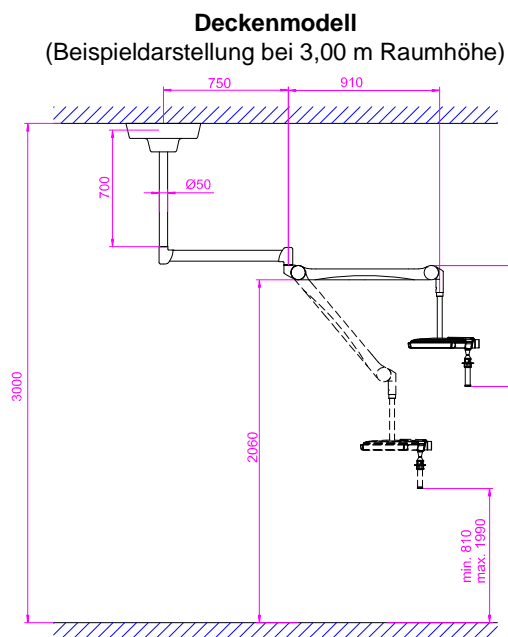 Deckenmodell
(Beispieldarstellung bei 3,00 m Raumhöhe)
750
910
700
Ø50
3000
2060
min. 810
max. 1990